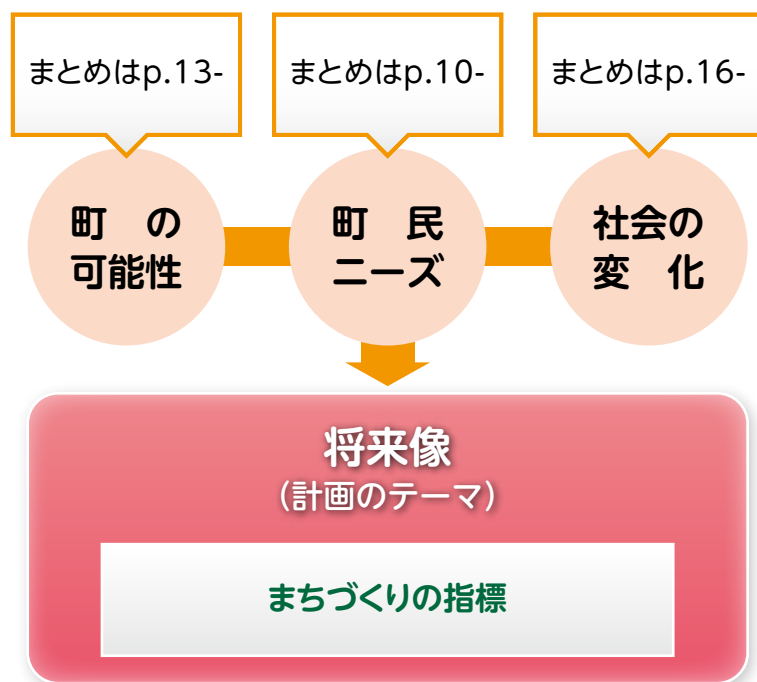 まとめはp.13-
まとめはp.10-
まとめはp.16-
町　の
可能性
町　民
ニーズ
社会の
変　化
将来像
(計画のテーマ)
まちづくりの指標